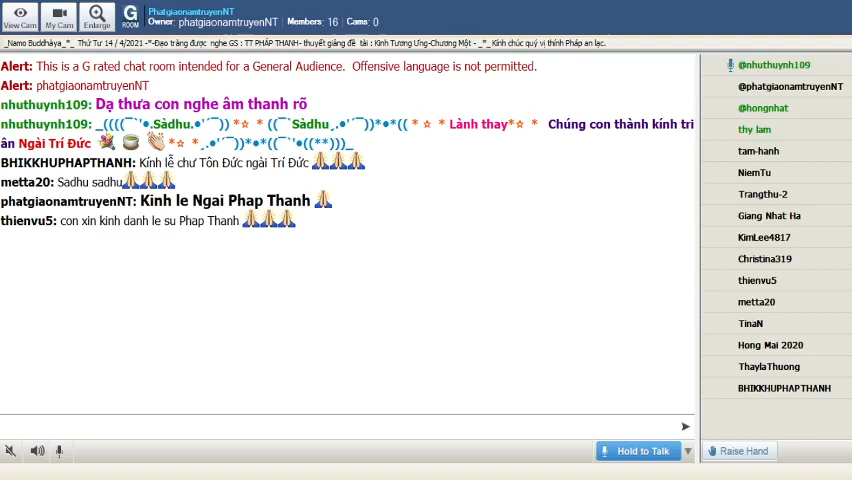 View Cam
My Cam
Enlarge
G
ROOM
PhatgiaonamtruyenNT
Owner: phatgiaonamtruyenNT Members: 16 Cams: 0
_Namo Buddhàya_*_ Thứ Tư 14 / 4/2021 -*-Đạo tràng được nghe GS : TT PHÁP THANH- thuyết giảng đề tài : Kinh Tương Ưng-Chương Một - _*_ Kính chúc quý vị thính Pháp an lạc.
Alert: This is a G rated chat room intended for a General Audience. Offensive language is not permitted.
Alert: phatgiaonamtruyenNT
nhuthuynh109: Dạ thưa con nghe âm thanh rõ
nhuthuynh109: _((((¯`'•.Sàdhu.•'´¯)) *☆ * ((¯`Sàdhu¸.•'´¯))*•*(( * ☆ * Lành thay*☆ * Chúng con thành kính tri
ân Ngài Trí Đức *☆ *¸.•'´¯))*•*((¯`'•((**)))_
BHIKKHUPHAPTHANH: Kính lễ chư Tôn Đức ngài Trí Đức 🙏🙏🙏
metta20: Sadhu sadhu🙏🙏🙏
phatgiaonamtruyenNT: Kinh le Ngai Phap Thanh 🙏
thienvu5: con xin kinh danh le su Phap Thanh 🙏🙏🙏
@nhuthuynh109
@phatgiaonamtruyenNT
@hongnhat
thy lam
tam-hanh
NiemTu
Trangthu-2
Giang Nhat Ha
KimLee4817
Christina319
thienvu5
metta20
TinaN
Hong Mai 2020
ThaylaThuong
BHIKKHUPHAPTHANH
Hold to Talk
Raise Hand